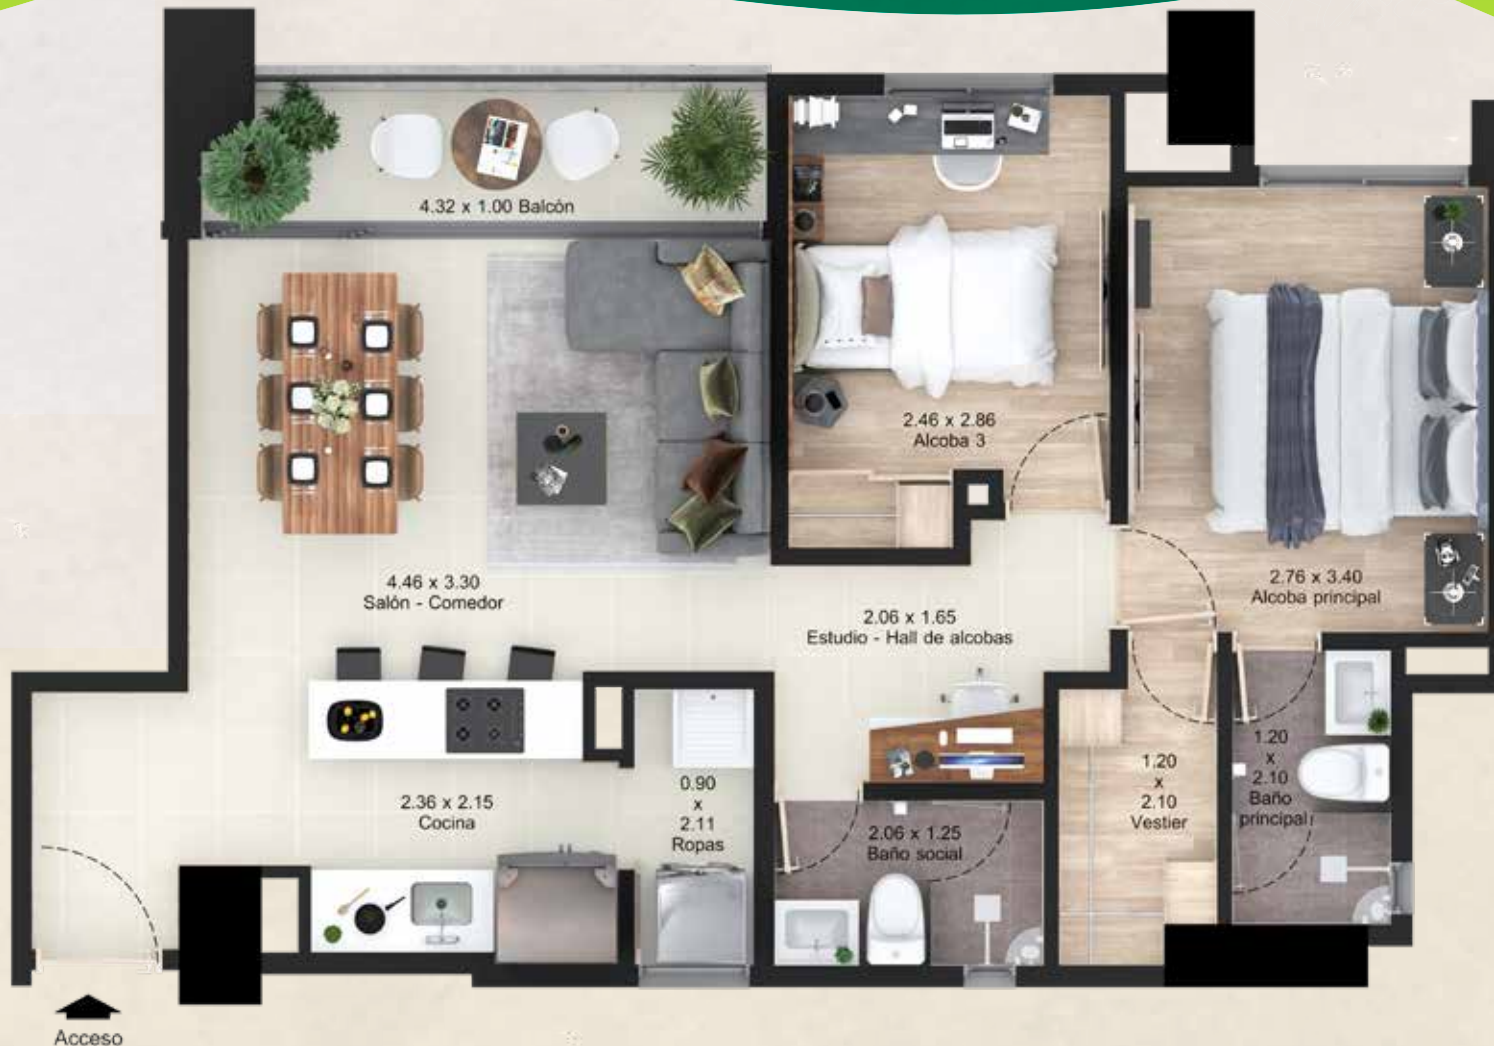 4.32 x 1.00 Balcón
2.46 x 2.86
Alcoba 3
4.46 x 3.30
Salón - Comedor
2.76 x 3.40
Alcoba principal
2.06 x 1.65
Estudio - Hall de alcobas
2.36 x 2.15
Cocina
0.90
x
2.11
Ropas
2.06 x 1.25
Baño social
1.20
x
2.10
Vestier
1.20
x
2.10
Baño
principal
Acceso